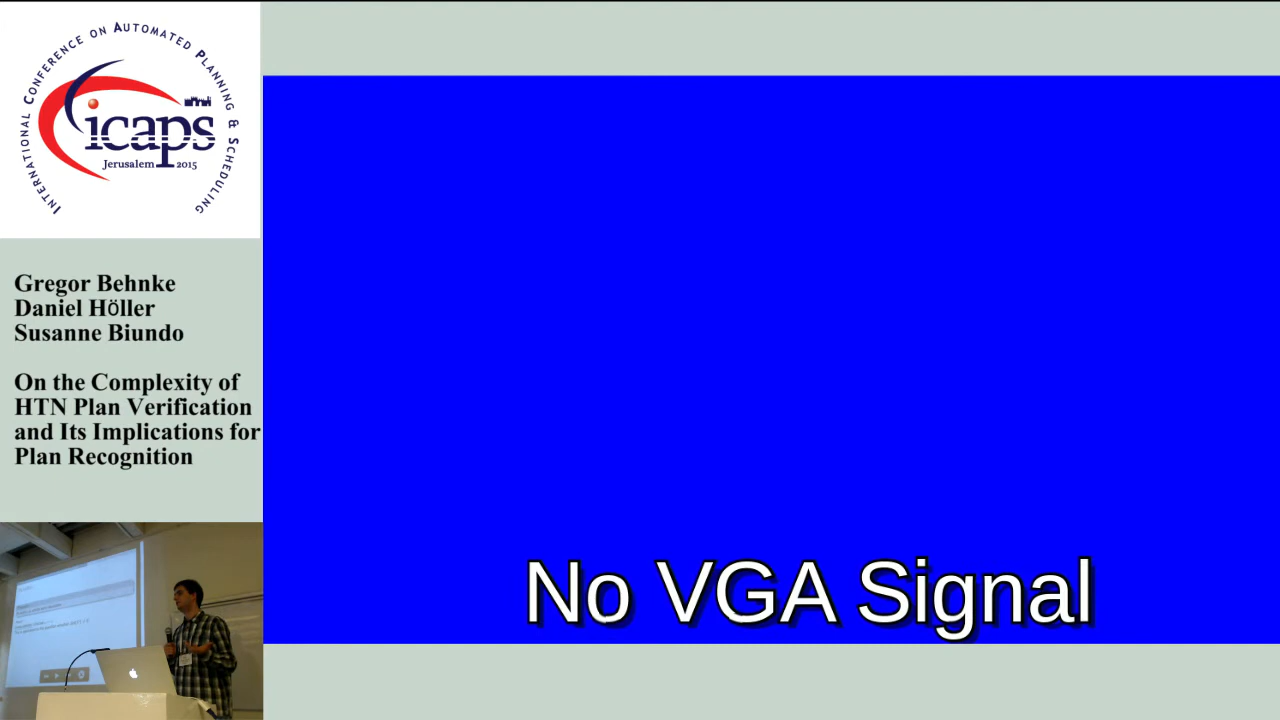 INTERNATIONAL CONFERENCE ON AUTOMATED PLANNING & SCHEDULING
icaps
Jerusalem 2015
Gregor Behnke
Daniel Höller
Susanne Biundo
On the Complexity of
HTN Plan Verification
and Its Implications for
Plan Recognition
No VGA Signal